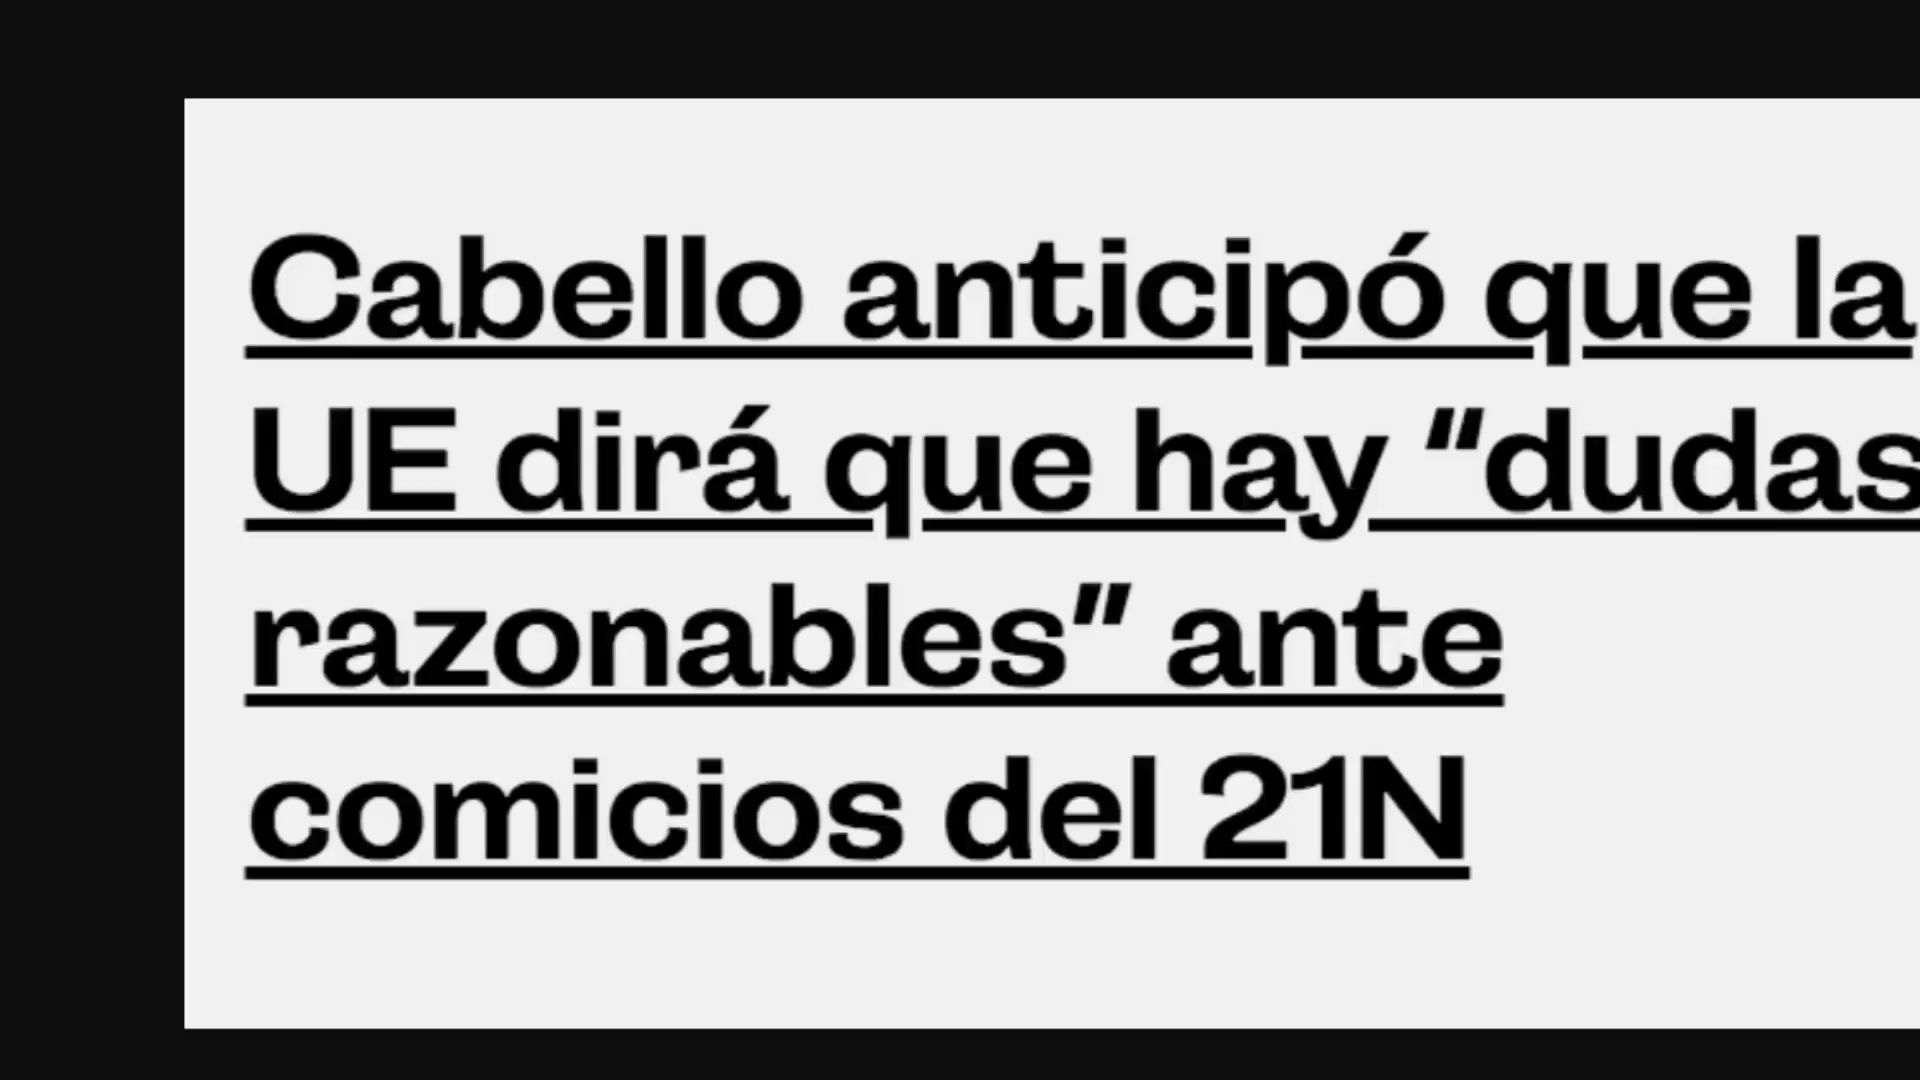 Cabello anticipó que la
UE dirá que hay “dudas
razonables” ante
comicios del 21N